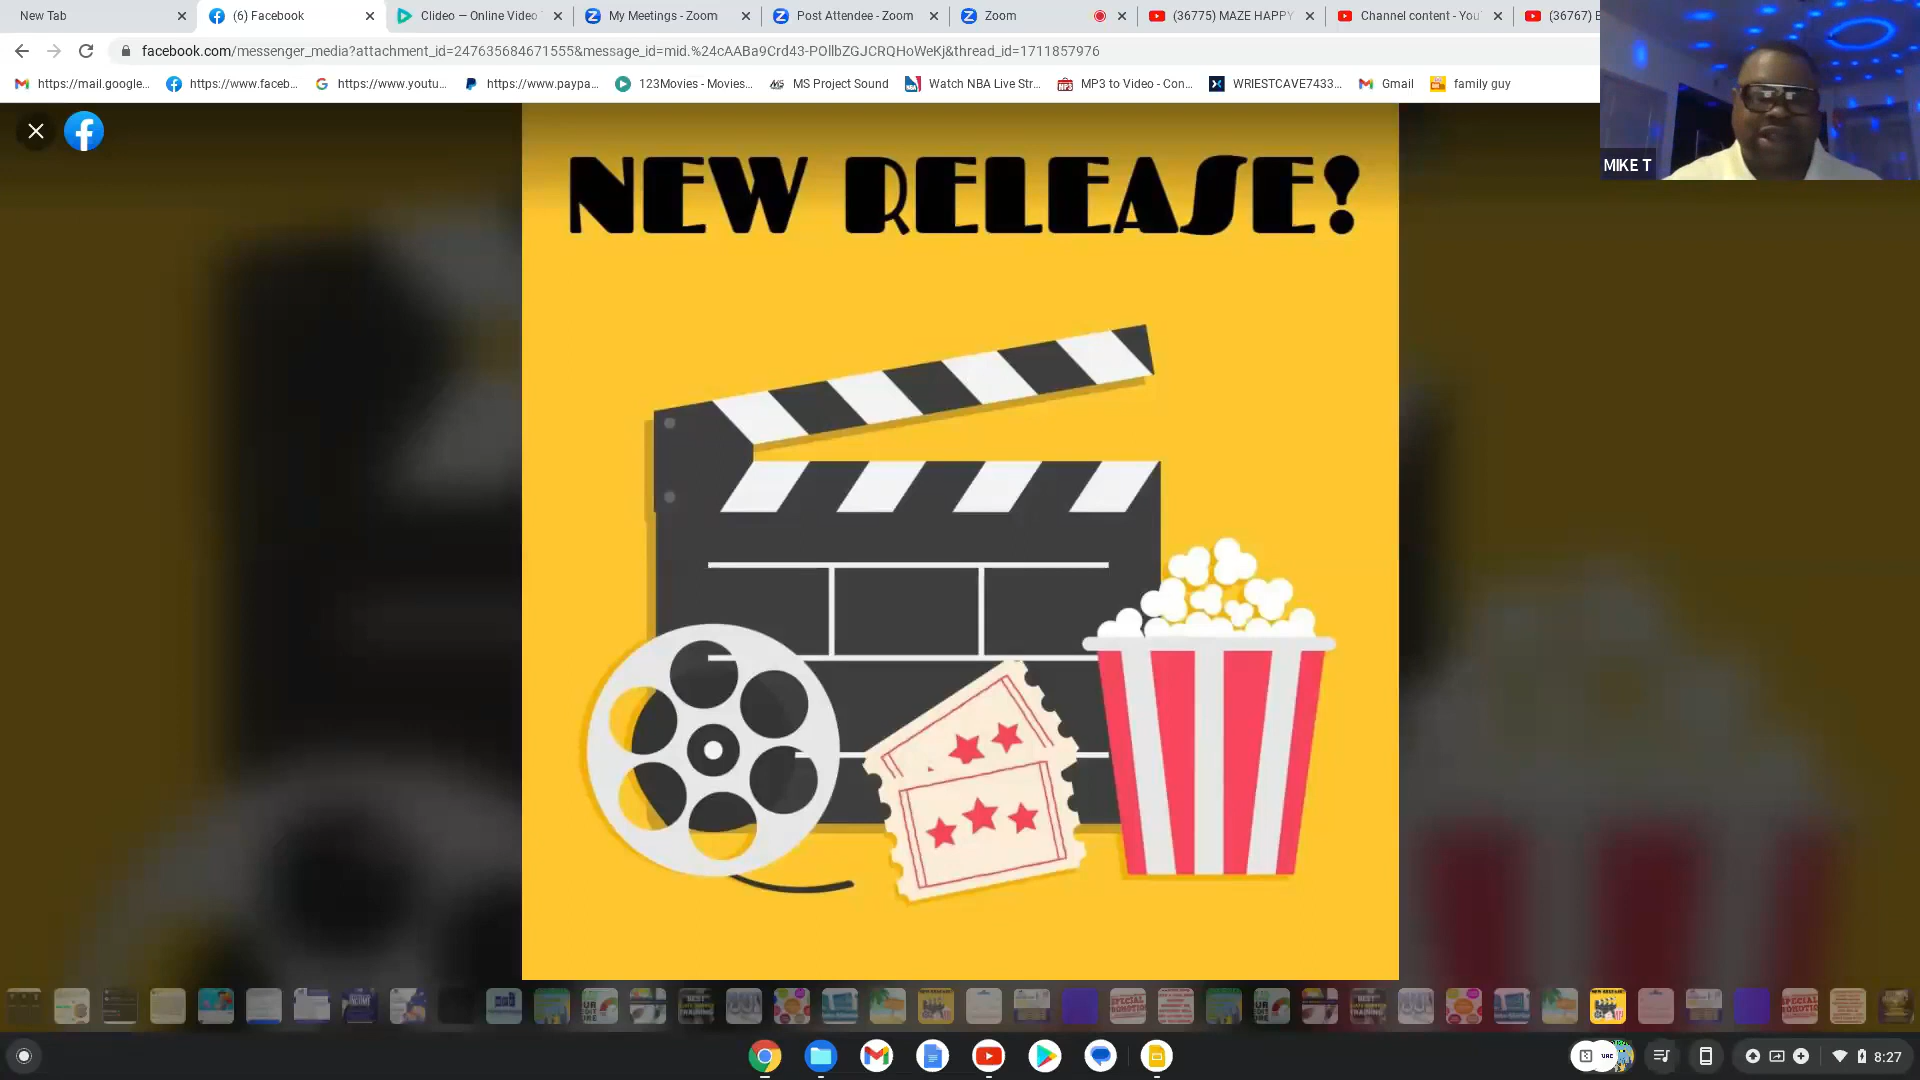 New Tab
(6) Facebook
Clideo — Online Video
My Meetings - Zoom
Post Attendee - Zoom
Zoom
(36775) MAZE HAPPY
Channel content - You
(36767) E
facebook.com/messenger_media?attachment_id=247635684671555&message_id=mid.%24cAABa9Crd43-POllbZGJCRQHoWeKj&thread_id=1711857976
https://mail.google...
https://www.faceb...
https://www.youtu...
https://www.paypa...
123Movies - Movies...
MS Project Sound
Watch NBA Live Str...
MP3 to Video - Con...
WRIESTCAVE7433...
Gmail
family guy
MIKE T
NEW RELEASE!
8:27